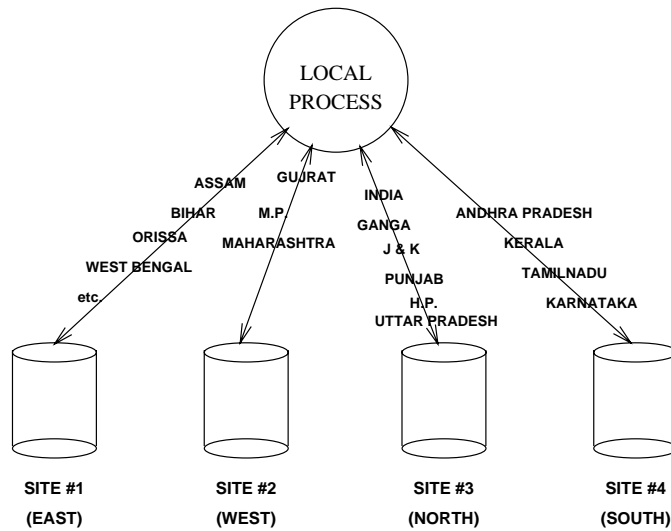 LOCAL
PROCESS
ASSAM
BIHAR
ORISSA
WEST BENGAL
etc.
GUJRAT
M.P.
MAHARASHTRA
INDIA
GANGA
J & K
PUNJAB
H.P.
UTTAR PRADESH
ANDHRA PRADESH
KERALA
TAMILNADU
KARNATAKA
SITE #1
(EAST)
SITE #2
(WEST)
SITE #3
(NORTH)
SITE #4
(SOUTH)